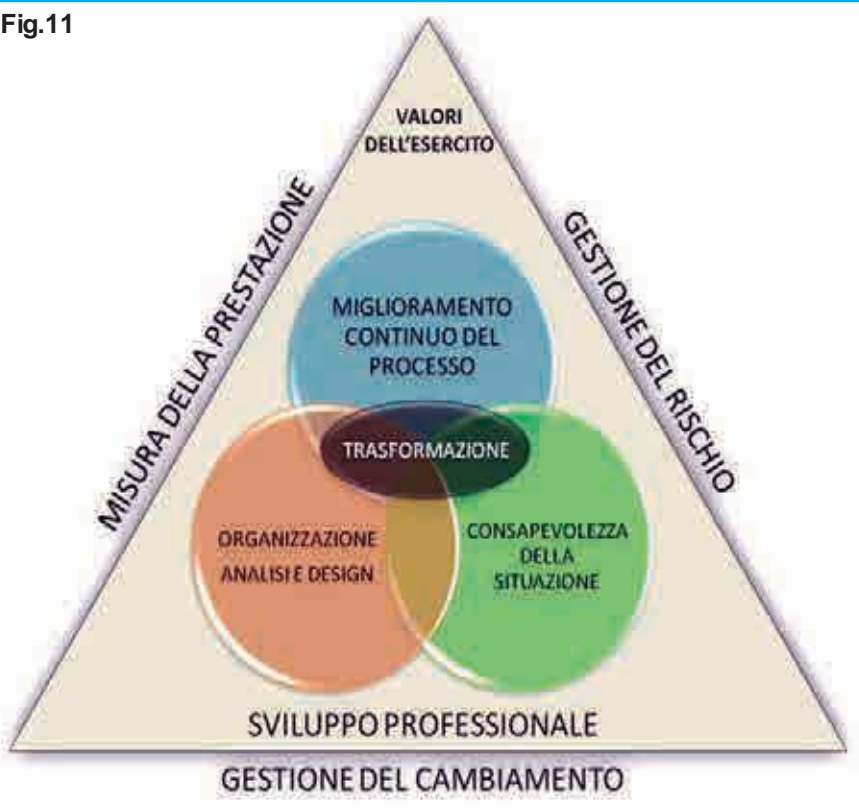 Fig.11
VALORI
DELL'ESERCITO
MISURA DELLA PRESTAZIONE
GESTIONE DEL RISCHIO
MIGLIORAMENTO
CONTINUO DEL
PROCESSO
TRASFORMAZIONE
ORGANIZZAZIONE
ANALISI E DESIGN
CONSAPEVOLEZZA
DELLA
SITUAZIONE
SVILUPPO PROFESSIONALE
GESTIONE DEL CAMBIAMENTO